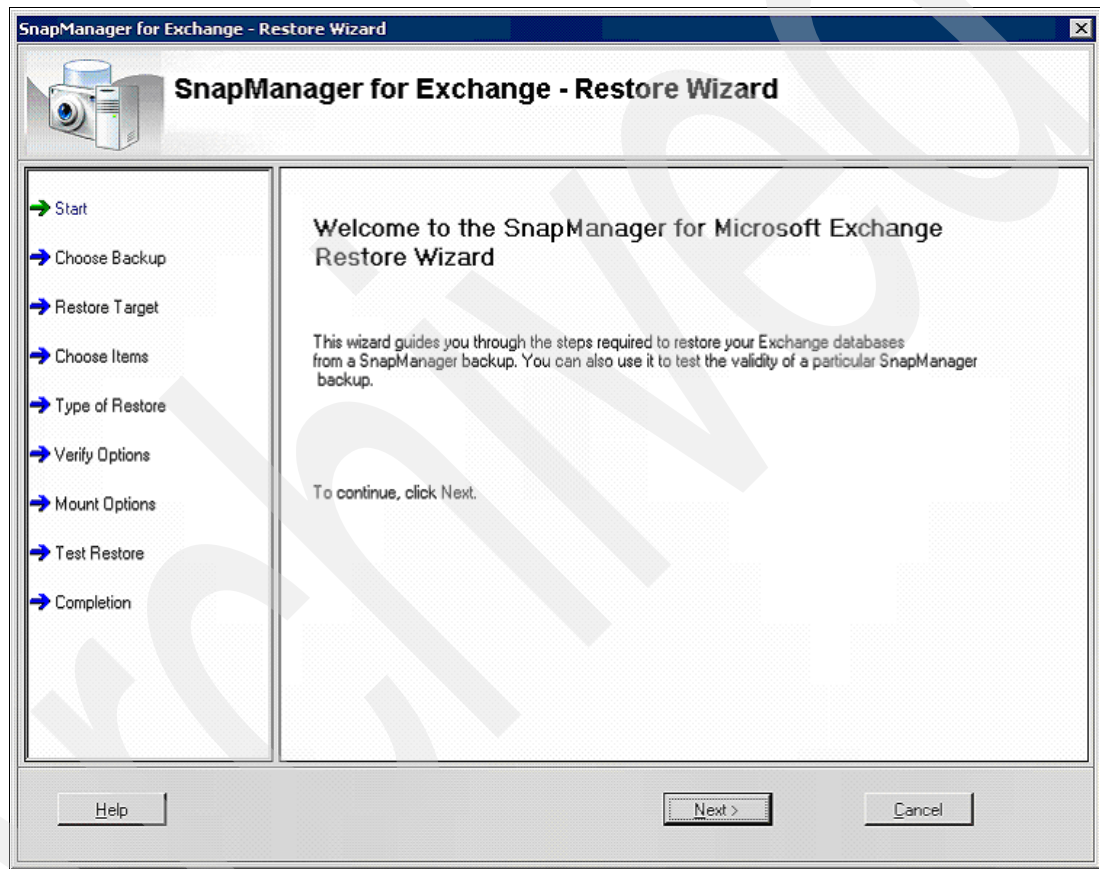 SnapManager for Exchange - Restore Wizard
SnapManager for Exchange - Restore Wizard
Start
Choose Backup
Restore Target
Choose Items
Type of Restore
Verify Options
Mount Options
Test Restore
Completion
Welcome to the SnapManager for Microsoft Exchange
Restore Wizard
This wizard guides you through the steps required to restore your Exchange databases
from a SnapManager backup. You can also use it to test the validity of a particular SnapManager
backup.
To continue, click Next.
Help
Next >
Cancel